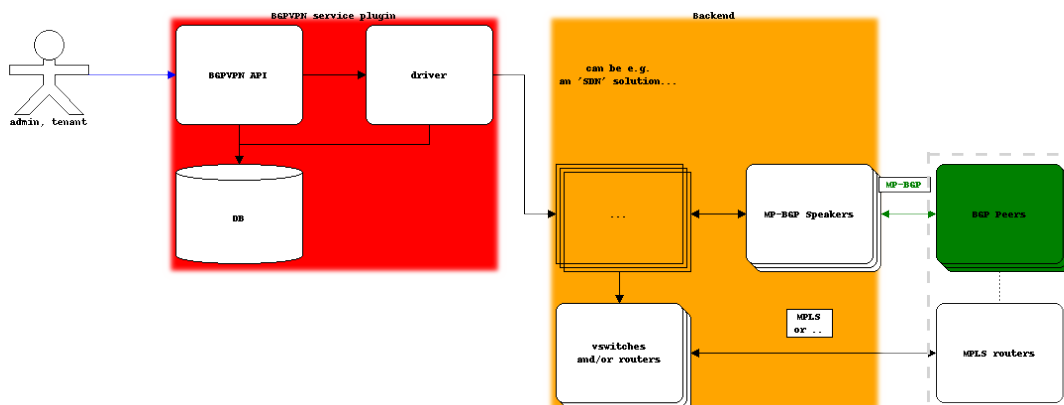 BGPVPN service plugin
Backend
BGPVPN API
driver
can be e.g.
an 'SDN' solution...
admin, tenant
MP-BGP
DB
...
MP-BGP Speakers
BGP Peers
MPLS
or ..
vswitches
and/or routers
MPLS routers